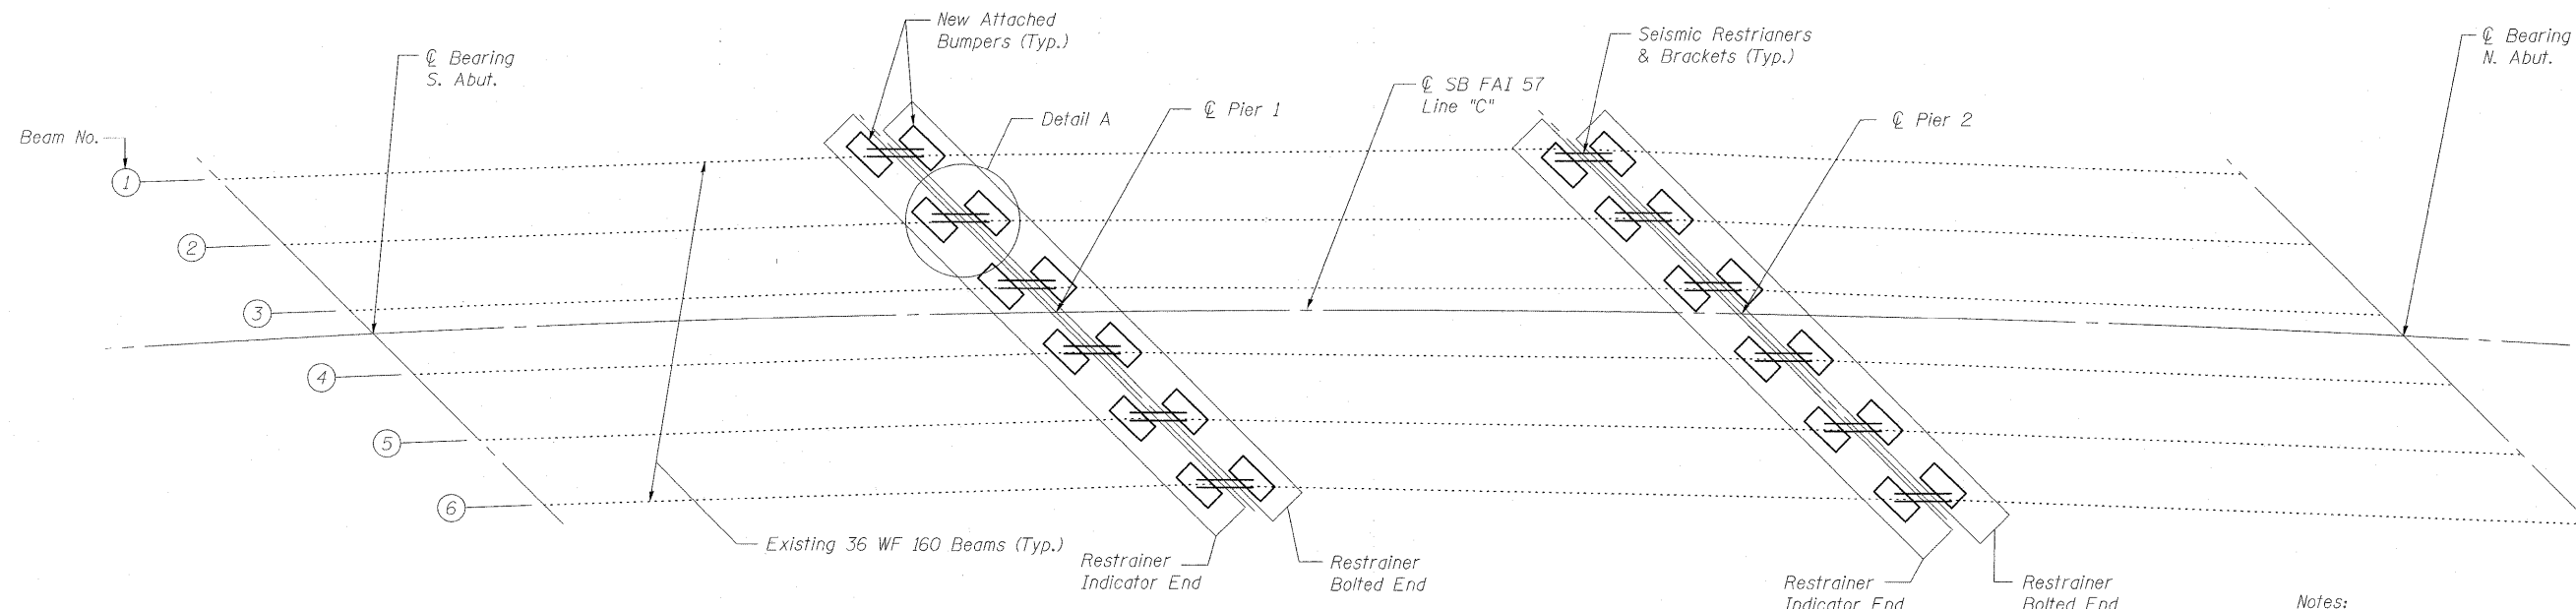 New Attached
Bumpers (Typ.)
Seismic Restrianers
& Brackets (Typ.)
℄ Bearing
N. Abut.
℄ Bearing
S. Abut.
℄ SB FAI 57
Line "C"
Detail A
℄ Pier 1
℄ Pier 2
Beam No.
1
2
3
4
5
6
Existing 36 WF 160 Beams (Typ.)
Restrainer
Indicator End
Restrainer
Bolted End
Restrainer
Indicator End
Restrainer
Bolted End
Notes: